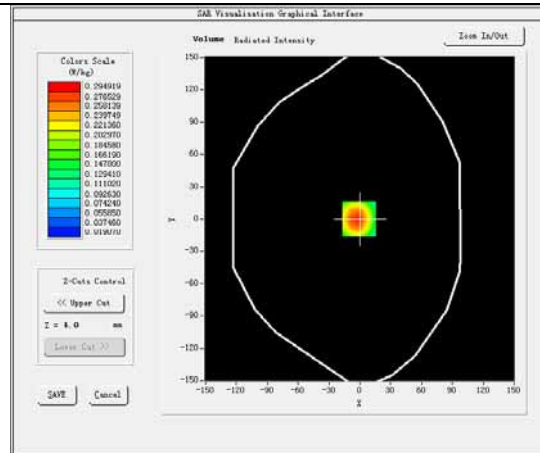 SAR Visualisation Graphical Interface
Volume Radiated Intensity
Zoom In/Out
Colors Scale
(W/kg)
0.294919
0.276529
0.258139
0.239749
0.221360
0.202970
0.184580
0.166190
0.147800
0.129410
0.111020
0.092630
0.074240
0.055850
0.037460
0.019070
Z-Cuts Control
<< Upper Cut
Z = 4.0 mm
Lower Cut >>
SAVE Cancel
150
120
90
60
30
0
-30
-60
-90
-120
-150
Y
-150 -120 -90 -60 -30 0 30 60 90 120 150
X